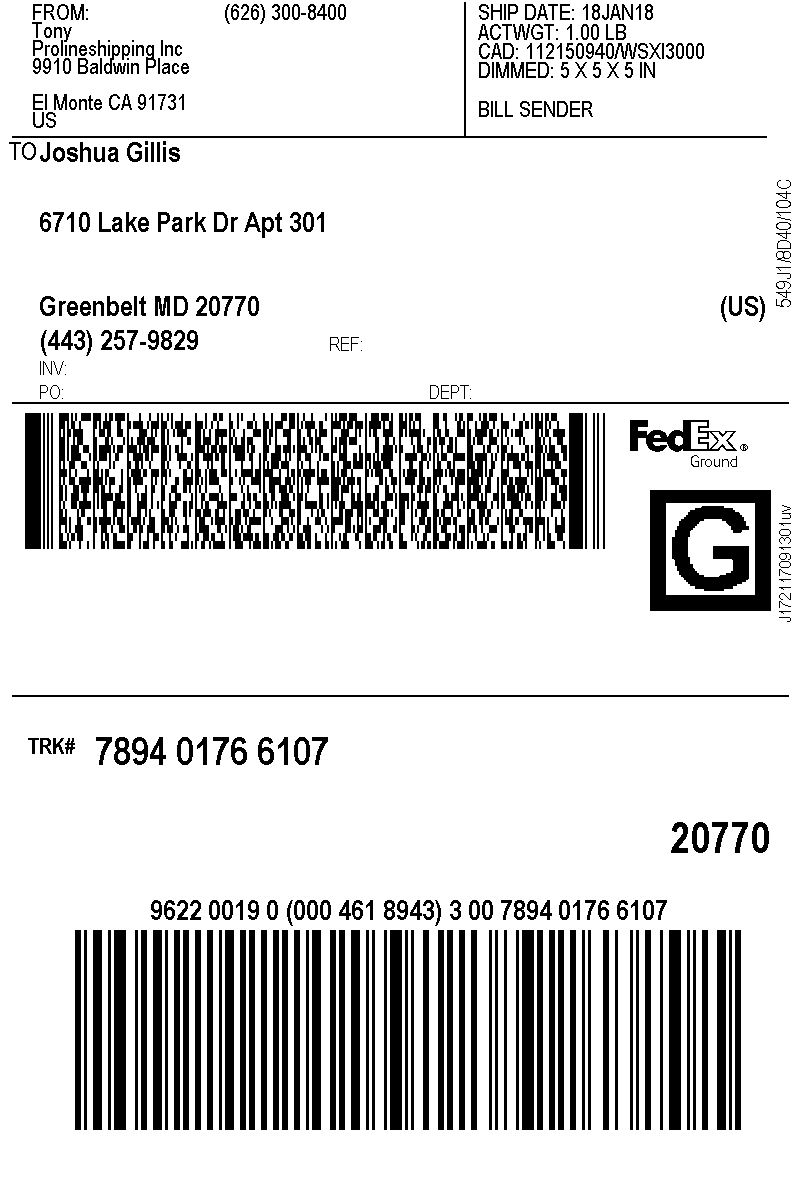 FROM: (626) 300-8400
Tony
Prolineshipping Inc
9910 Baldwin Place
El Monte CA 91731
US
SHIP DATE: 18JAN18
ACTWGT: 1.00 LB
CAD: 112150940/WSXI3000
DIMMED: 5 X 5 X 5 IN
BILL SENDER
TO Joshua Gillis
6710 Lake Park Dr Apt 301
Greenbelt MD 20770 (US)
(443) 257-9829 REF:
INV:
PO: DEPT:
549J1/8D40/104C
FedEx ®
Ground
G
J172117091301uv
TRK# 7894 0176 6107
20770
9622 0019 0 (000 461 8943) 3 00 7894 0176 6107